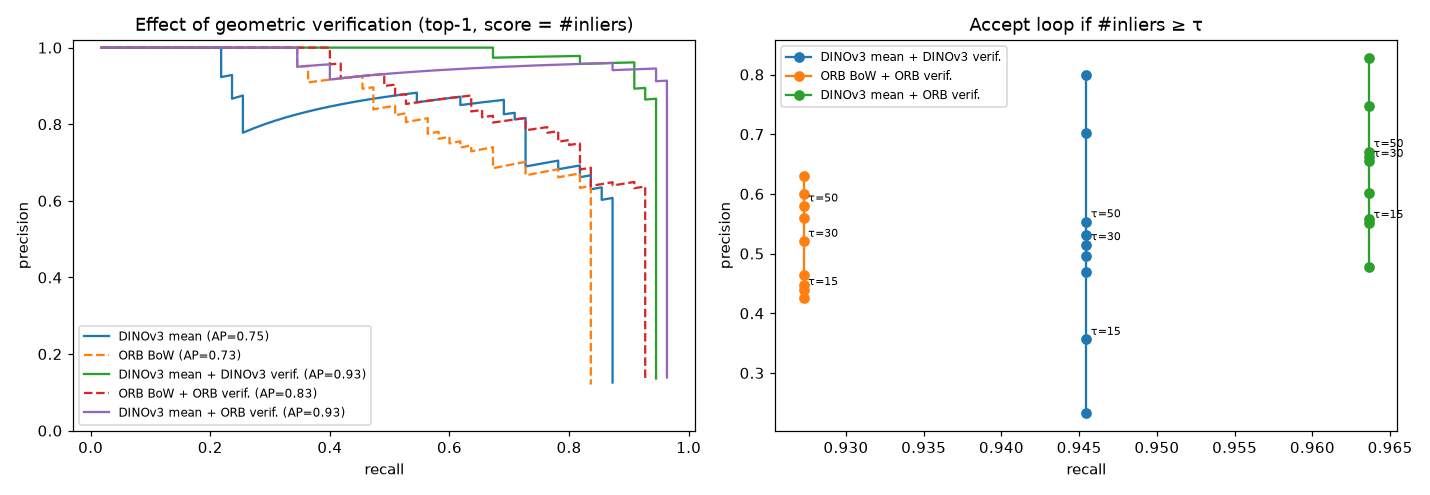 Effect of geometric verification (top-1, score = #inliers)
precision
1.0
0.8
0.6
0.4
0.2
0.0
DINOv3 mean (AP=0.75)
ORB BoW (AP=0.73)
DINOv3 mean + DINOv3 verif. (AP=0.93)
ORB BoW + ORB verif. (AP=0.83)
DINOv3 mean + ORB verif. (AP=0.93)
0.0 0.2 0.4 0.6 0.8 1.0
recall
Accept loop if #inliers ≥ τ
precision
0.8
0.7
0.6
0.5
0.4
0.3
DINOv3 mean + DINOv3 verif.
ORB BoW + ORB verif.
DINOv3 mean + ORB verif.
τ=50
τ=30
τ=15
τ=50
τ=30
τ=15
τ=50
τ=30
τ=15
0.930 0.935 0.940 0.945 0.950 0.955 0.960 0.965
recall